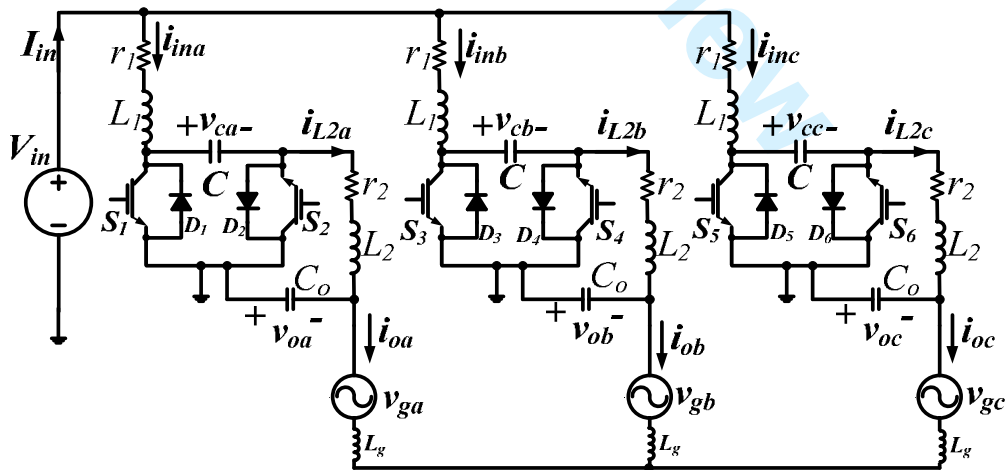 iew
I_in i_ina i_inb i_inc
r_1 r_1 r_1
L_1 L_1 L_1
+v_ca- i_L2a +v_cb- i_L2b +v_cc- i_L2c
V_in + -
C C C
r_2 r_2 r_2
S_1 D_1 D_2 S_2 S_3 D_3 D_4 S_4 S_5 D_5 D_6 S_6
L_2 L_2 L_2
C_o C_o C_o
+ v_oa - + v_ob - + v_oc -
i_oa i_ob i_oc
v_ga v_gb v_gc
L_g L_g L_g